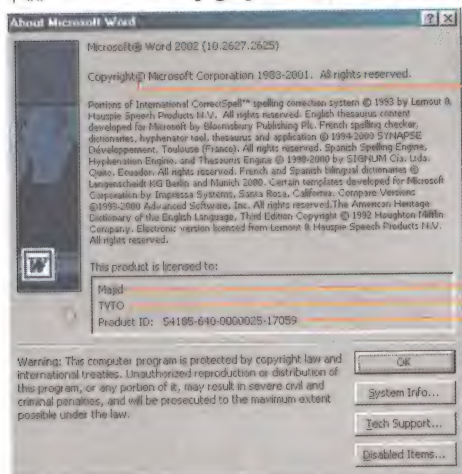 About Microsoft Word
Microsoft® Word 2002 (10.2627.2625)
Copyright© Microsoft Corporation 1983-2001. All rights reserved.
Portions of International CorrectSpell™ spelling correction system © 1993 by Lernout &
Hauspie Speech Products N.V. All rights reserved. English thesaurus content
developed for Microsoft by Bloomsbury Publishing Plc. French spelling checker,
dictionaries, hyphenator tool, thesaurus and application © 1994-2000 SYNAPSE
Développement, Toulouse (France). All rights reserved. Spanish Spelling Engine,
Hyphenation Engine, and Thesaurus Engine © 1998-2000 by SIGNUM Cía. Ltda.
Quito, Ecuador. All rights reserved. French and Spanish bilingual dictionaries ©
Langenscheidt KG Berlin and Munich 2000. Certain templates developed for Microsoft
Corporation by Impressa Systems, Santa Rosa, California. Compare Versions
©1999-2000 Advanced Software, Inc. All rights reserved.The American Heritage
Dictionary of the English Language, Third Edition Copyright © 1992 Houghton Mifflin
Company. Electronic version licensed from Lernout & Hauspie Speech Products N.V.
All rights reserved.
W
This product is licensed to:
Majid
TYTO
Product ID: 54185-640-0000025-17059
Warning: This computer program is protected by copyright law and
international treaties. Unauthorized reproduction or distribution of
this program, or any portion of it, may result in severe civil and
criminal penalties, and will be prosecuted to the maximum extent
possible under the law.
OK
System Info...
Tech Support...
Disabled Items...